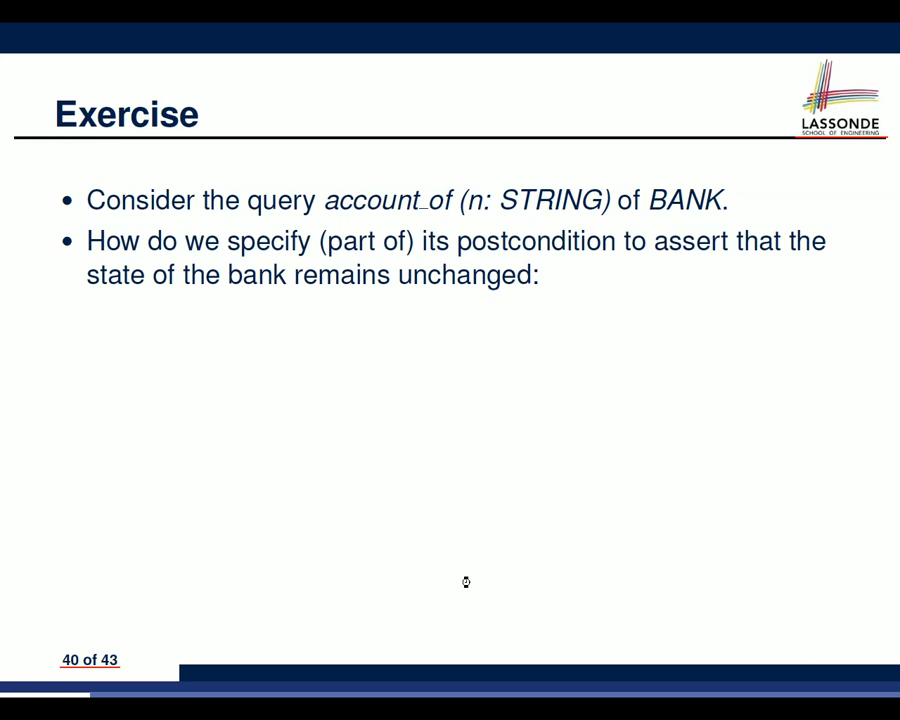 LASSONDE
SCHOOL OF ENGINEERING
Exercise
• Consider the query account_of (n: STRING) of BANK.
• How do we specify (part of) its postcondition to assert that the
state of the bank remains unchanged:
40 of 43